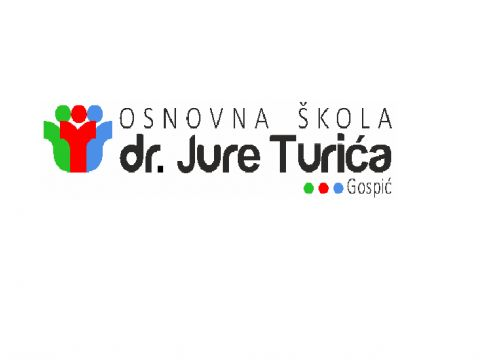 OSNOVNA ŠKOLA
dr. Jure Turića
Gospić